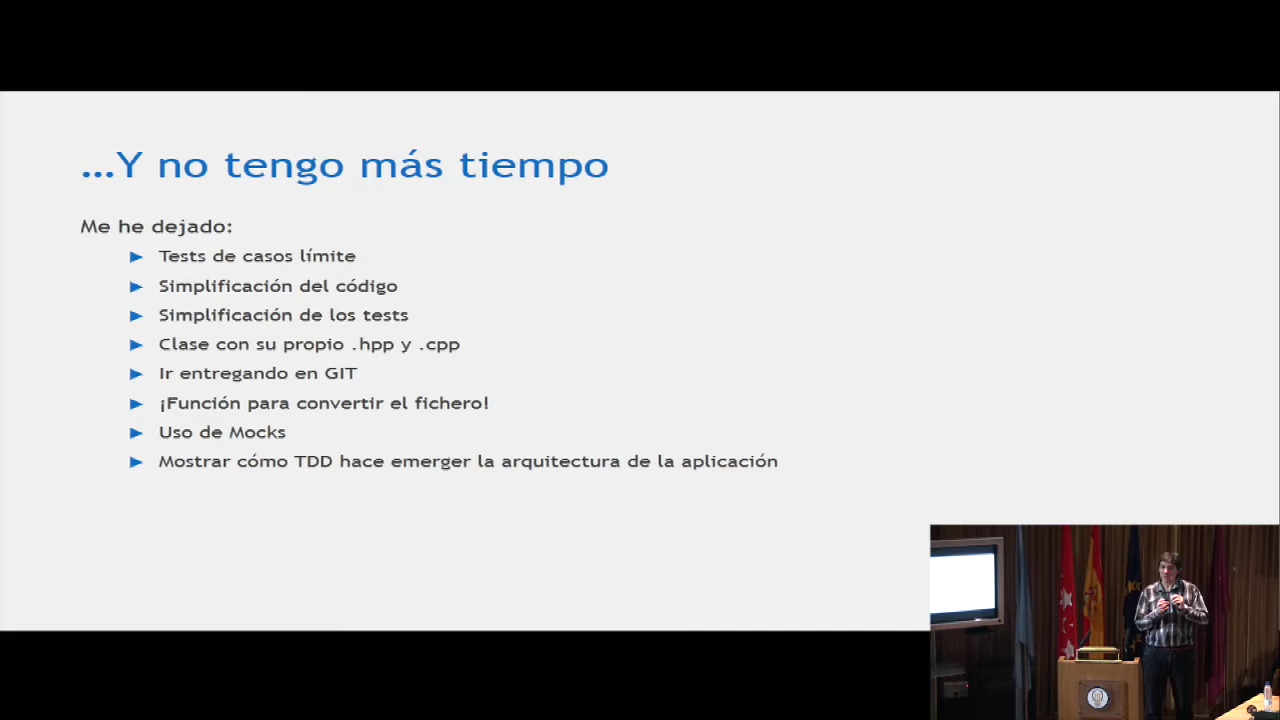 ...Y no tengo más tiempo
Me he dejado:
Tests de casos límite
Simplificación del código
Simplificación de los tests
Clase con su propio .hpp y .cpp
Ir entregando en GIT
¡Función para convertir el fichero!
Uso de Mocks
Mostrar cómo TDD hace emerger la arquitectura de la aplicación